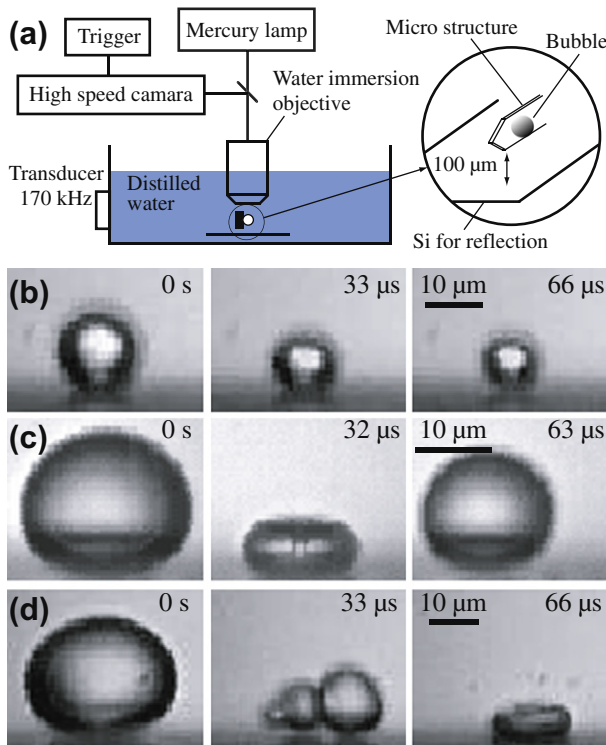 (a)
Trigger
Mercury lamp
High speed camara
Water immersion
objective
Transducer
170 kHz
Distilled
water
Micro structure
Bubble
100 μm
Si for reflection
(b)
0 s
33 μs
10 μm
66 μs
(c)
0 s
32 μs
10 μm
63 μs
(d)
0 s
33 μs
10 μm
66 μs